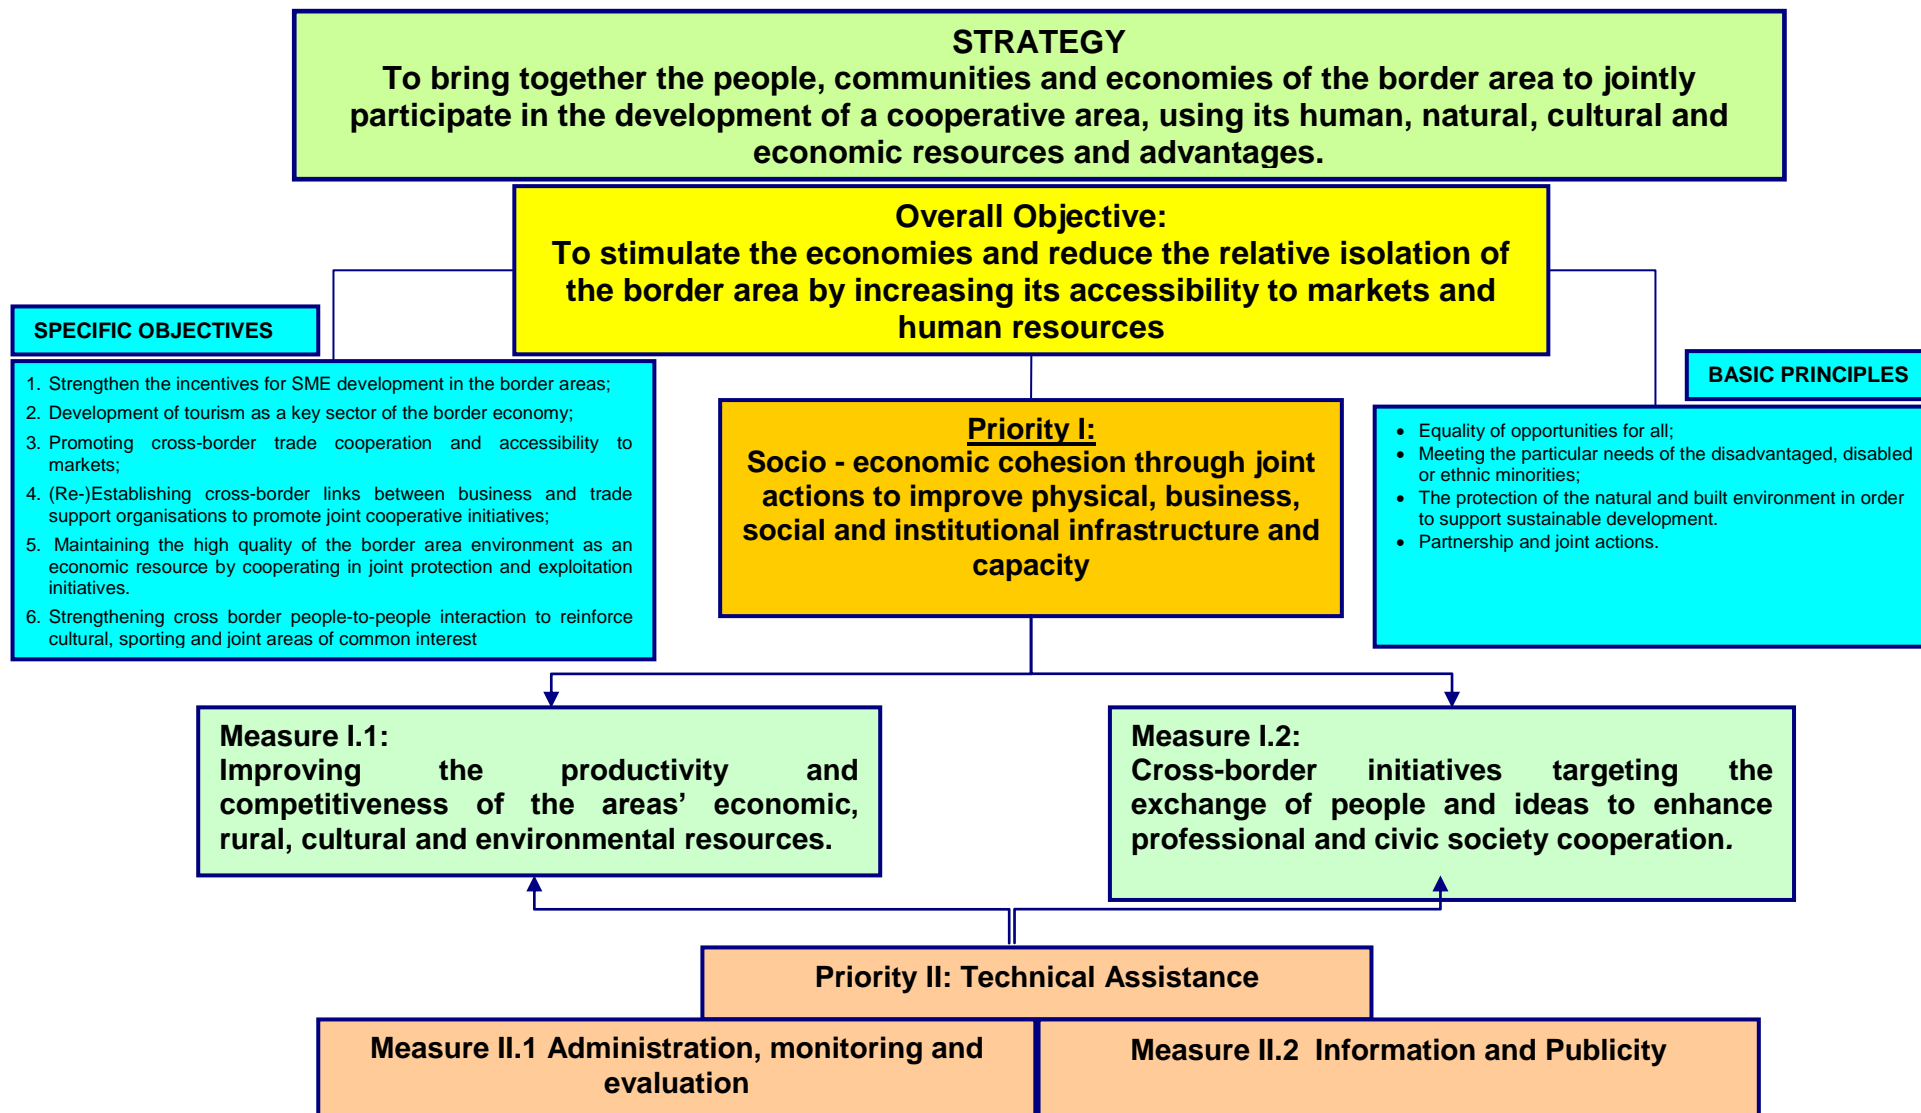 STRATEGY
To bring together the people, communities and economies of the border area to jointly
participate in the development of a cooperative area, using its human, natural, cultural and
economic resources and advantages.
Overall Objective:
To stimulate the economies and reduce the relative isolation of
the border area by increasing its accessibility to markets and
human resources
SPECIFIC OBJECTIVES
1. Strengthen the incentives for SME development in the border areas;
2. Development of tourism as a key sector of the border economy;
3. Promoting cross-border trade cooperation and accessibility to
markets;
4. (Re-)Establishing cross-border links between business and trade
support organisations to promote joint cooperative initiatives;
5. Maintaining the high quality of the border area environment as an
economic resource by cooperating in joint protection and exploitation
initiatives.
6. Strengthening cross border people-to-people interaction to reinforce
cultural, sporting and joint areas of common interest
Priority I:
Socio - economic cohesion through joint
actions to improve physical, business,
social and institutional infrastructure and
capacity
BASIC PRINCIPLES
• Equality of opportunities for all;
• Meeting the particular needs of the disadvantaged, disabled
or ethnic minorities;
• The protection of the natural and built environment in order
to support sustainable development.
• Partnership and joint actions.
Measure I.1:
Improving the productivity and
competitiveness of the areas’ economic,
rural, cultural and environmental resources.
Measure I.2:
Cross-border initiatives targeting the
exchange of people and ideas to enhance
professional and civic society cooperation.
Priority II: Technical Assistance
Measure II.1 Administration, monitoring and
evaluation
Measure II.2 Information and Publicity